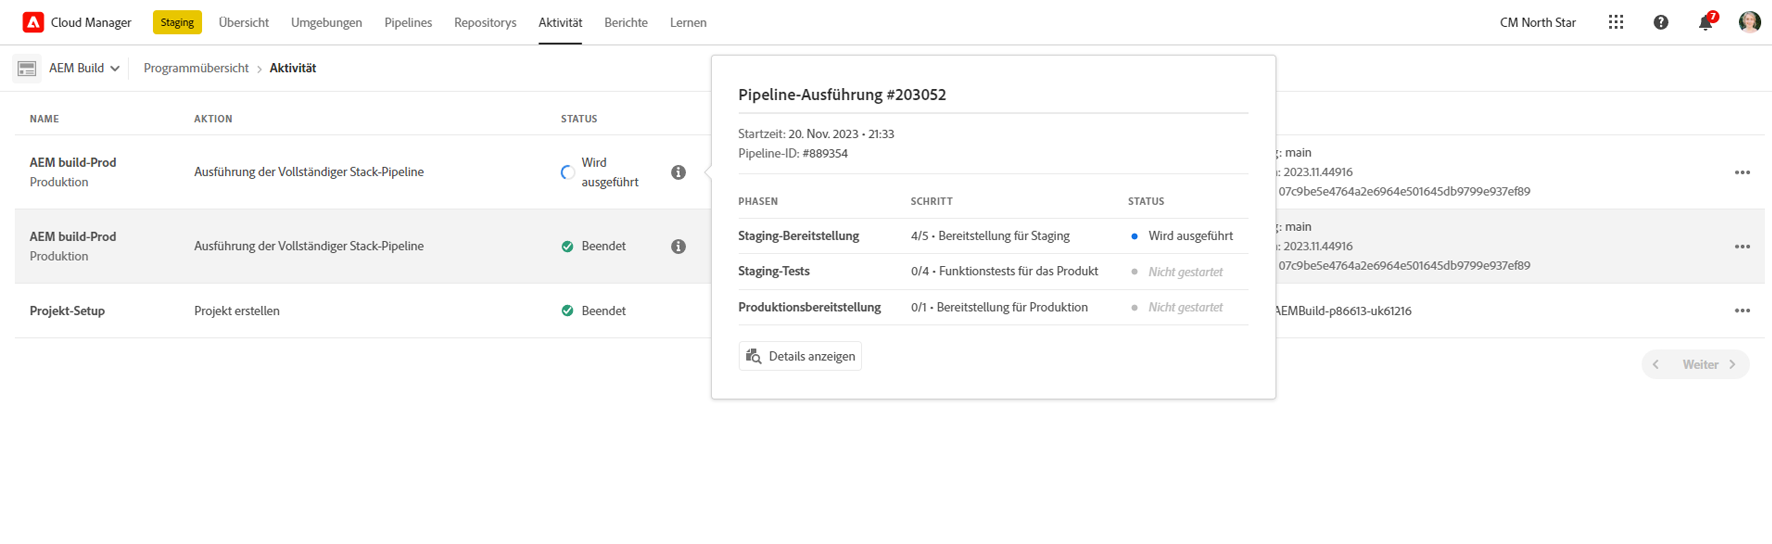 Cloud Manager Staging Übersicht Umgebungen Pipelines Repositorys Aktivität Berichte Lernen CM North Star 7
AEM Build Programmübersicht Aktivität
NAME AKTION STATUS
AEM build-Prod
Produktion
Ausführung der Vollständiger Stack-Pipeline
Wird
ausgeführt
: main
: 2023.11.44916
07c9be5e4764a2e6964e501645db9799e937ef89
AEM build-Prod
Produktion
Ausführung der Vollständiger Stack-Pipeline
Beendet
: main
: 2023.11.44916
07c9be5e4764a2e6964e501645db9799e937ef89
Projekt-Setup Projekt erstellen Beendet AEMBuild-p86613-uk61216
Weiter
Pipeline-Ausführung #203052
Startzeit: 20. Nov. 2023 • 21:33
Pipeline-ID: #889354
PHASEN SCHRITT STATUS
Staging-Bereitstellung 4/5 • Bereitstellung für Staging Wird ausgeführt
Staging-Tests 0/4 • Funktionstests für das Produkt Nicht gestartet
Produktionsbereitstellung 0/1 • Bereitstellung für Produktion Nicht gestartet
Details anzeigen